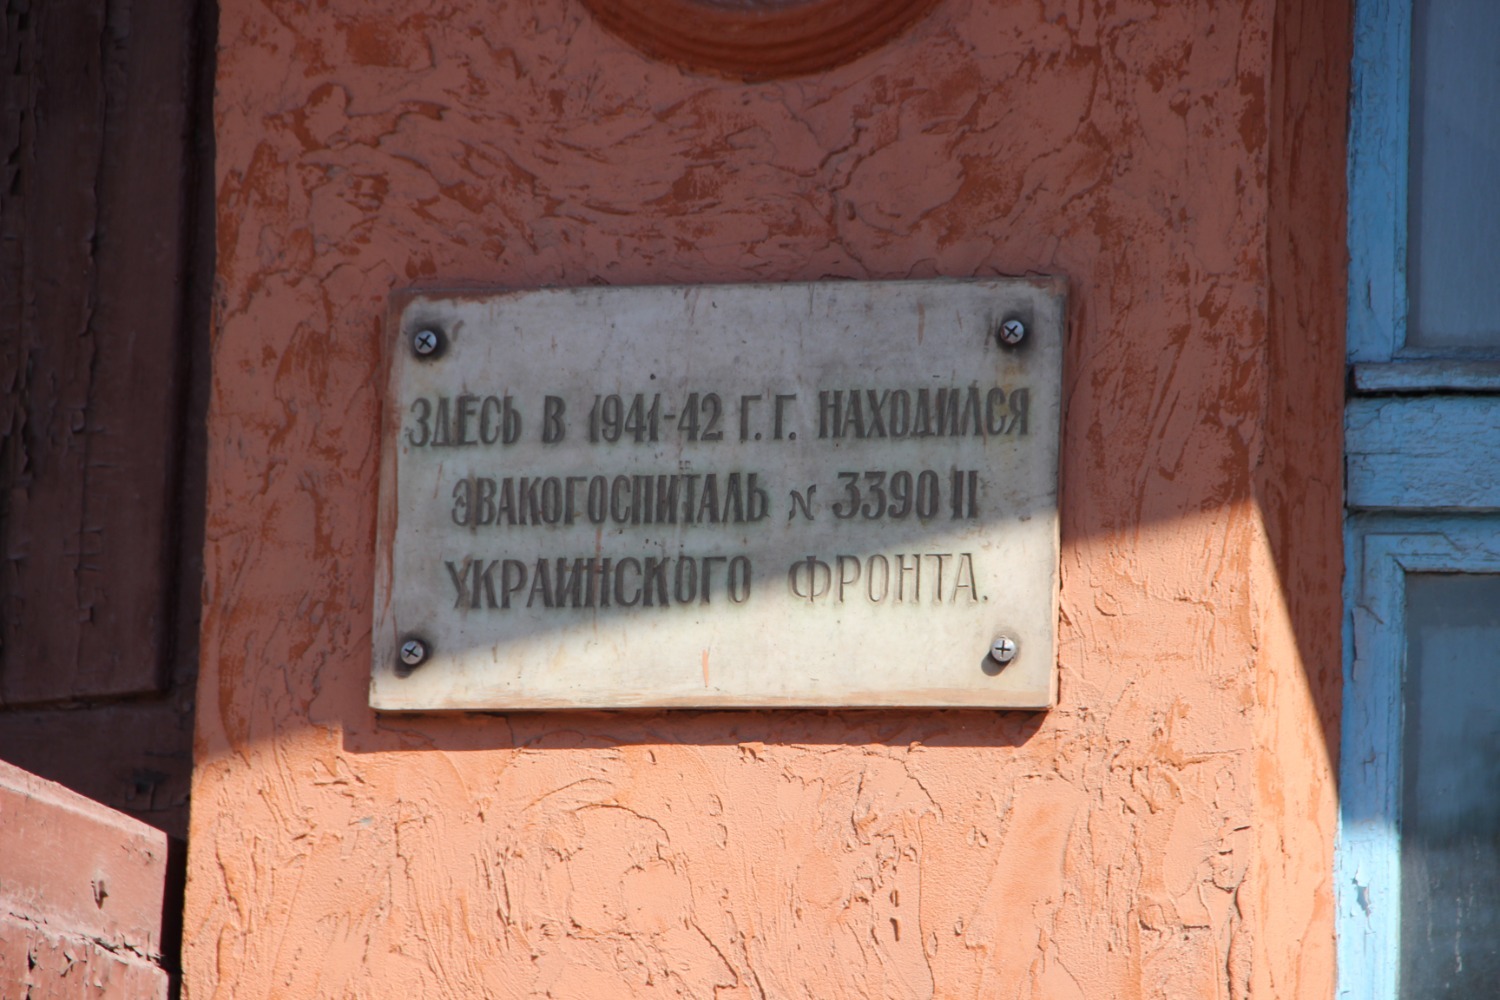 ЗДЕСЬ В 1941-42 Г.Г. НАХОДИЛСЯ
ЭВАКОГОСПИТАЛЬ N 3390 II
УКРАИНСКОГО ФРОНТА.